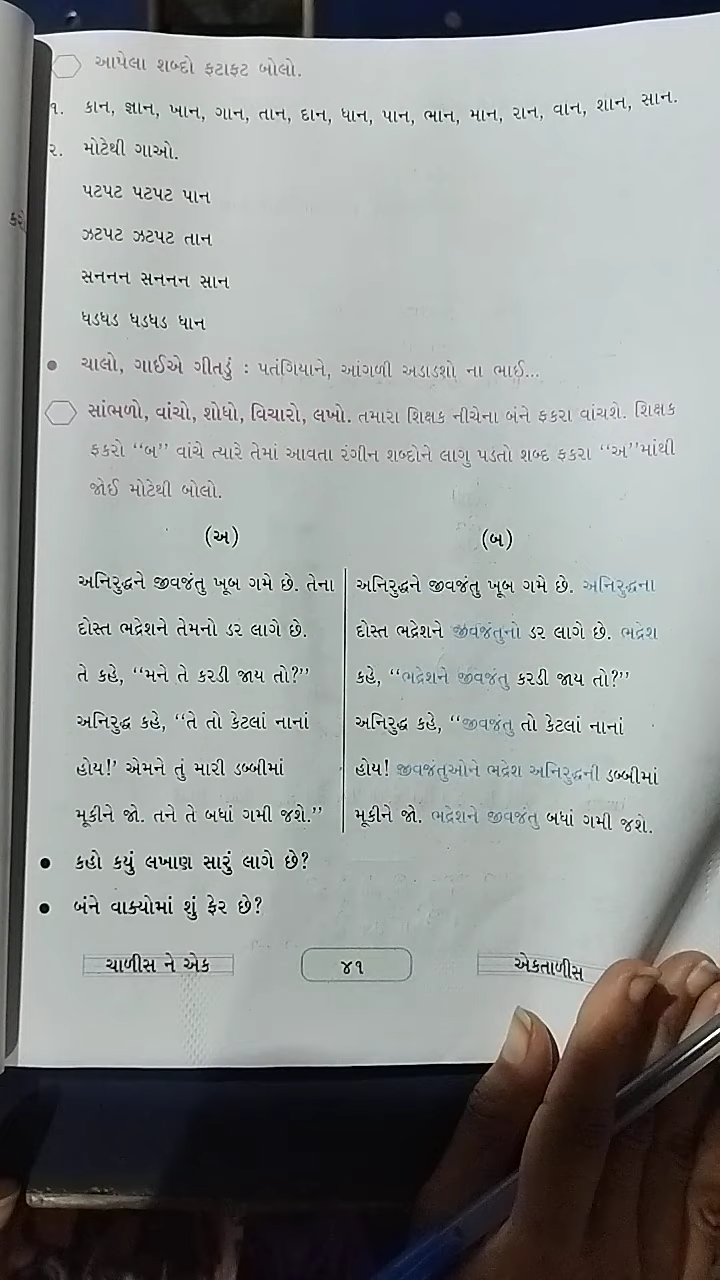 આપેલા શબ્દો ફટાફટ બોલો.
૧. કાન, જ્ઞાન, ખાન, ગાન, તાન, દાન, ધાન, પાન, ભાન, માન, રાન, વાન, શાન, સાન.
૨. મોટેથી ગાઓ.
પટપટ પટપટ પાન
ઝટપટ ઝટપટ તાન
સનનન સનનન સાન
ધડધડ ધડધડ ધાન
• ચાલો, ગાઈએ ગીતડું : પતંગિયાને, આંગળી અડાડશો ના ભાઈ...
સાંભળો, વાંચો, શોધો, વિચારો, લખો. તમારા શિક્ષક નીચેના બંને ફકરા વાંચશે. શિક્ષક
ફકરો ‘‘બ’’ વાંચે ત્યારે તેમાં આવતા રંગીન શબ્દોને લાગુ પડતો શબ્દ ફકરા ‘‘અ’’માંથી
જોઈ મોટેથી બોલો.
(અ)
અનિરુદ્ધને જીવજંતુ ખૂબ ગમે છે. તેના
દોસ્ત ભદ્રેશને તેમનો ડર લાગે છે.
તે કહે, ‘‘મને તે કરડી જાય તો?’’
અનિરુદ્ધ કહે, ‘‘તે તો કેટલાં નાનાં
હોય!’ એમને તું મારી ડબ્બીમાં
મૂકીને જો. તને તે બધાં ગમી જશે.’’
(બ)
અનિરુદ્ધને જીવજંતુ ખૂબ ગમે છે. અનિરુદ્ધના
દોસ્ત ભદ્રેશને જીવજંતુનો ડર લાગે છે. ભદ્રેશ
કહે, ‘‘ભદ્રેશને જીવજંતુ કરડી જાય તો?’’
અનિરુદ્ધ કહે, ‘‘જીવજંતુ તો કેટલાં નાનાં
હોય! જીવજંતુઓને ભદ્રેશ અનિરુદ્ધની ડબ્બીમાં
મૂકીને જો. ભદ્રેશને જીવજંતુ બધાં ગમી જશે.
• કહો કયું લખાણ સારું લાગે છે?
• બંને વાક્યોમાં શું ફેર છે?
ચાળીસ ને એક
૪૧
એકતાળીસ